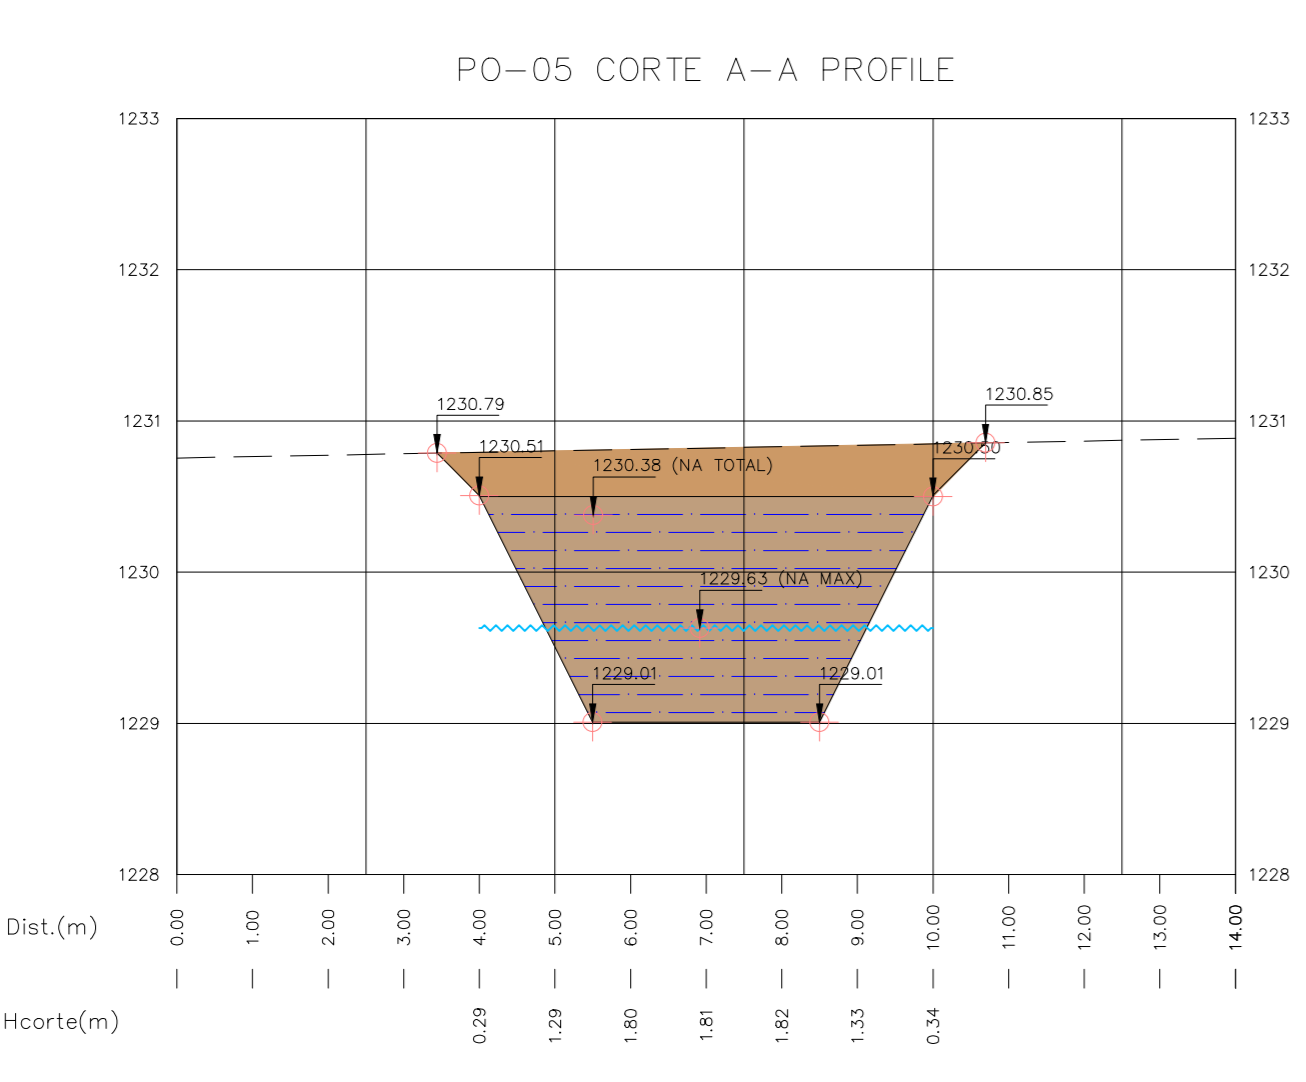 PO-05 CORTE A-A PROFILE
1233 1233
1232 1232
1231 1231
1230.79 1230.85
1230.51 1230.50
1230.38 (NA TOTAL)
1230 1230
1229.63 (NA MAX)
1229.01 1229.01
1229 1229
1228 1228
Dist.(m) 0.00 1.00 2.00 3.00 4.00 5.00 6.00 7.00 8.00 9.00 10.00 11.00 12.00 13.00 14.00
Hcorte(m) 0.29 1.29 1.80 1.81 1.82 1.33 0.34